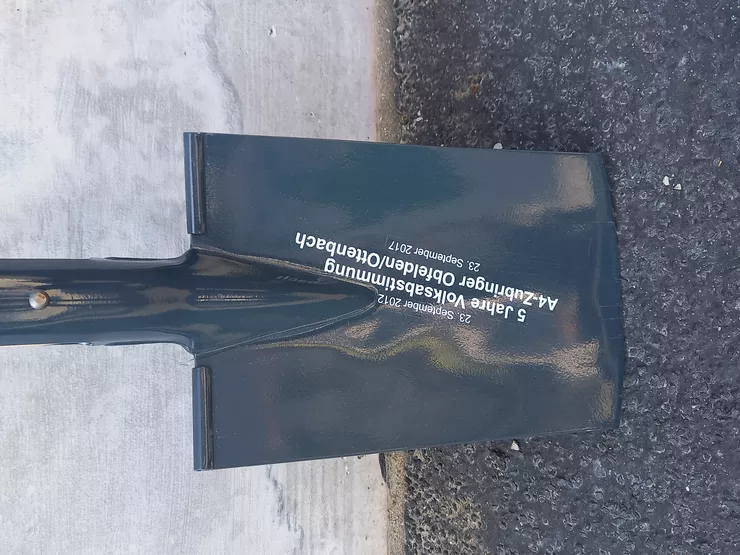 23. September 2012
5 Jahre Volksabstimmung
A4-Zubringer Obfelden/Ottenbach
23. September 2017